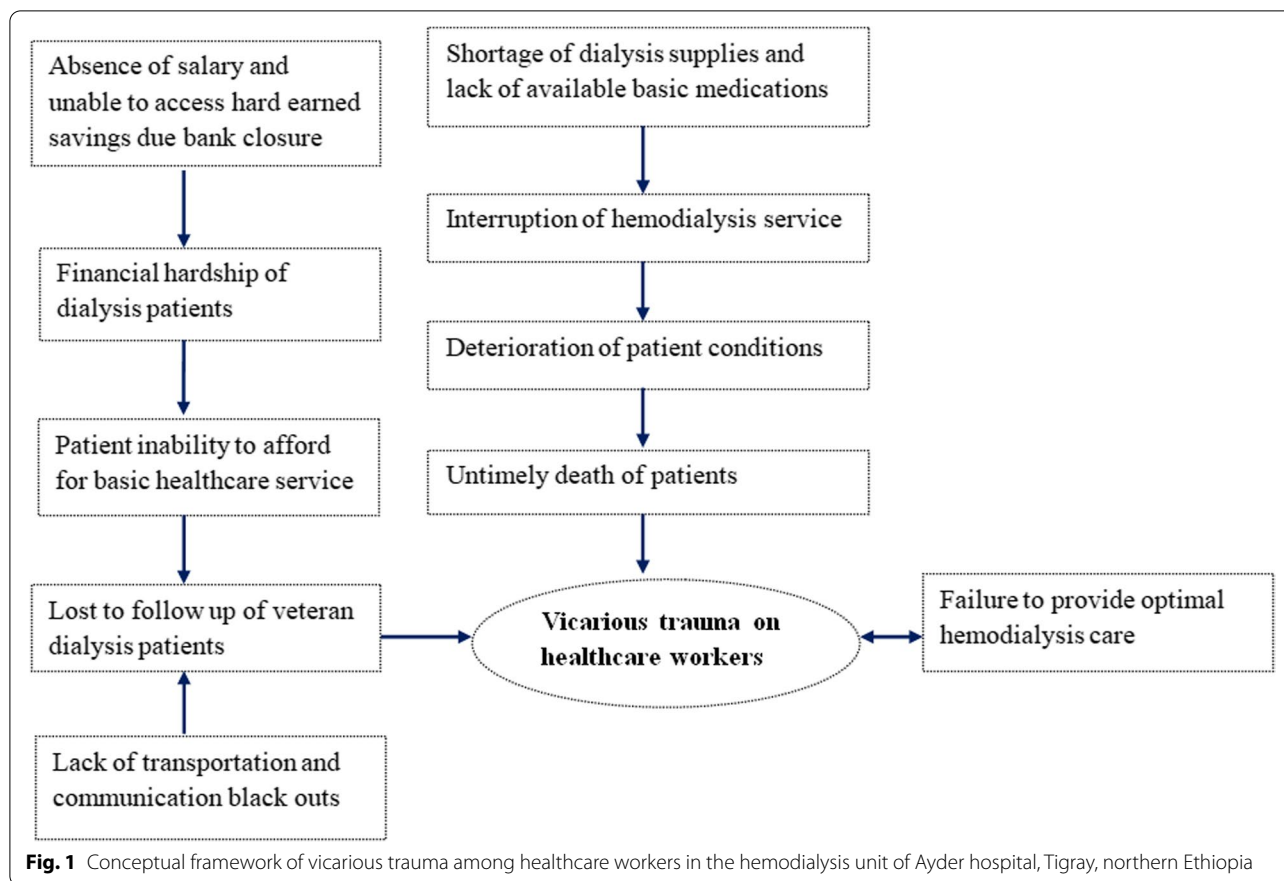 Absence of salary and
unable to access hard earned
savings due bank closure
Financial hardship of
dialysis patients
Patient inability to afford
for basic healthcare service
Lost to follow up of veteran
dialysis patients
Lack of transportation and
communication black outs
Shortage of dialysis supplies and
lack of available basic medications
Interruption of hemodialysis service
Deterioration of patient conditions
Untimely death of patients
Vicarious trauma on
healthcare workers
Failure to provide optimal
hemodialysis care
Fig. 1 Conceptual framework of vicarious trauma among healthcare workers in the hemodialysis unit of Ayder hospital, Tigray, northern Ethiopia